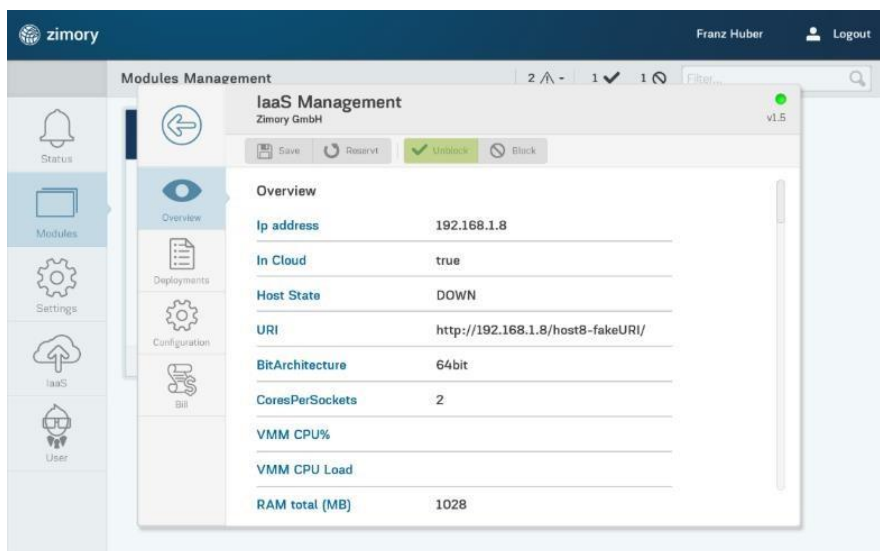 zimory
Franz Huber
Logout
Modules Management
2 -
1
1
Filter...
IaaS Management
Zimory GmbH
v1.5
Save
Unblock
Block
Status
Modules
Settings
IaaS
User
Overview
Deployments
Configuration
Bill
Overview
Ip address 192.168.1.8
In Cloud true
Host State DOWN
URI http://192.168.1.8/host8-fakeURI/
BitArchitecture 64bit
CoresPerSockets 2
VMM CPU%
VMM CPU Load
RAM total (MB) 1028